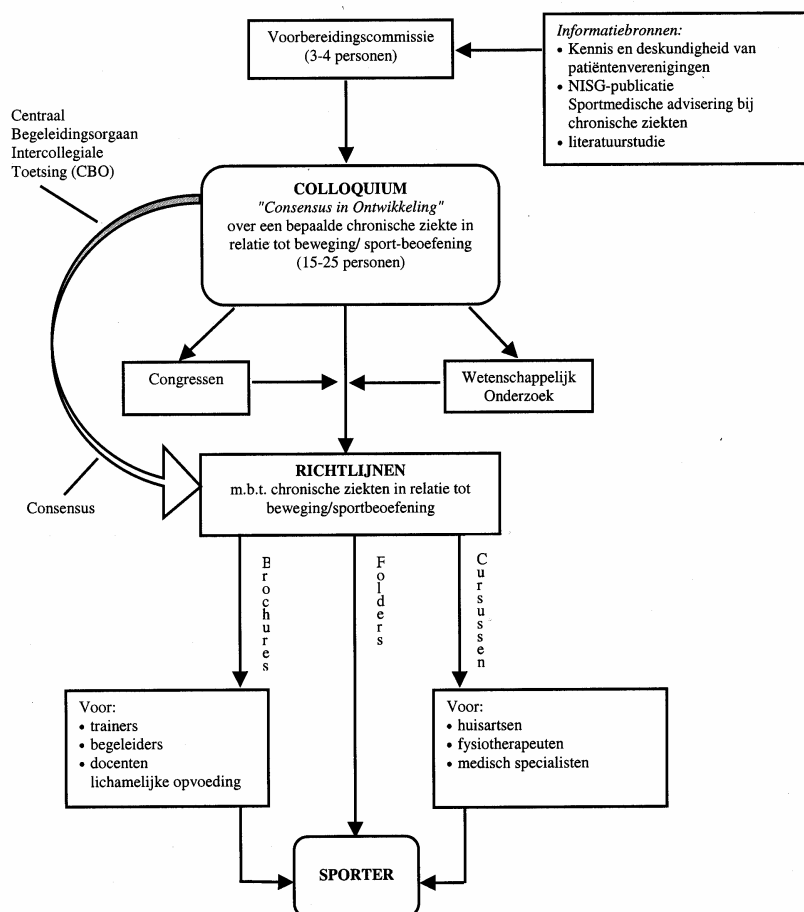 Voorbereidingscommissie
(3-4 personen)
Informatiebronnen:
• Kennis en deskundigheid van
patiëntenverenigingen
• NISG-publicatie
Sportmedische advisering bij
chronische ziekten
• literatuurstudie
Centraal
Begeleidingsorgaan
Intercollegiale
Toetsing (CBO)
COLLOQUIUM
"Consensus in Ontwikkeling"
over een bepaalde chronische ziekte in
relatie tot beweging/ sport-beoefening
(15-25 personen)
Congressen
Wetenschappelijk
Onderzoek
RICHTLIJNEN
m.b.t. chronische ziekten in relatie tot
beweging/sportbeoefening
Consensus
Brochures
Folders
Cursussen
Voor:
• trainers
• begeleiders
• docenten
lichamelijke opvoeding
Voor:
• huisartsen
• fysiotherapeuten
• medisch specialisten
SPORTER